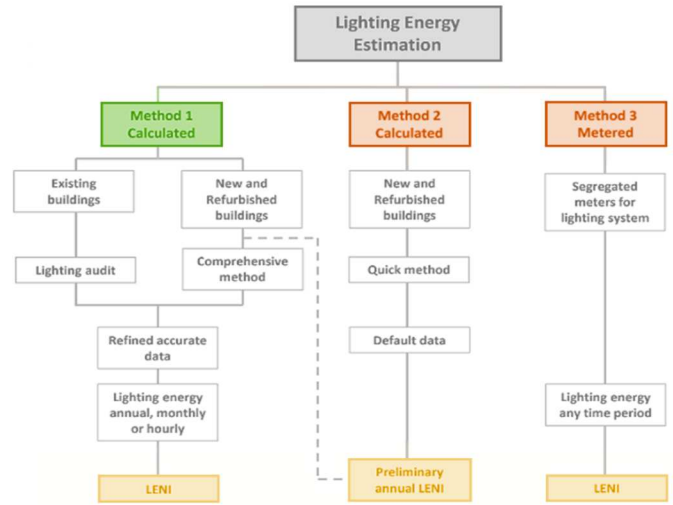 Lighting Energy
Estimation
Method 1
Calculated
Method 2
Calculated
Method 3
Metered
Existing
buildings
New and
Refurbished
buildings
New and
Refurbished
buildings
Segregated
meters for
lighting system
Lighting audit
Comprehensive
method
Quick method
Refined accurate
data
Default data
Lighting energy
annual, monthly
or hourly
Lighting energy
any time period
LENI
Preliminary
annual LENI
LENI